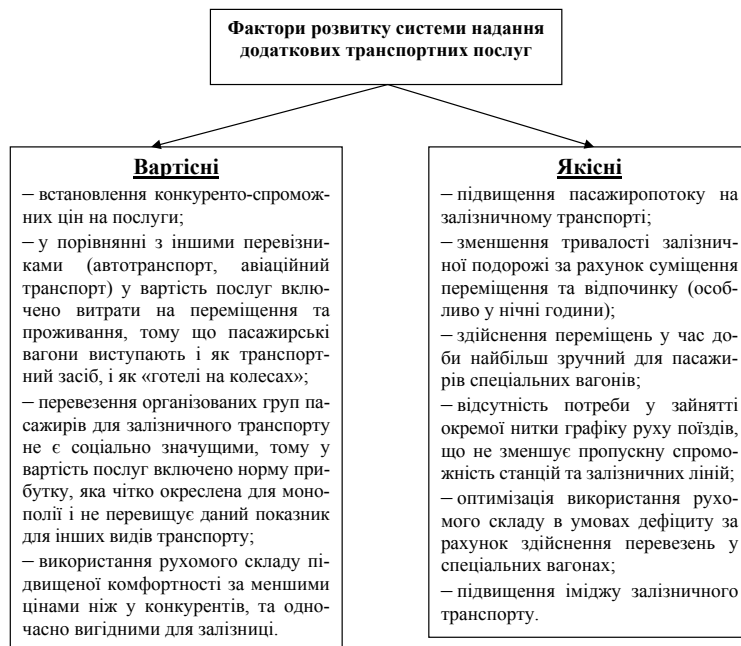 Фактори розвитку системи надання
додаткових транспортних послуг
Вартісні
– встановлення конкуренто-спромож-
них цін на послуги;
– у порівнянні з іншими перевізни-
ками (автотранспорт, авіаційний
транспорт) у вартість послуг вклю-
чено витрати на переміщення та
проживання, тому що пасажирські
вагони виступають і як транспорт-
ний засіб, і як «готелі на колесах»;
– перевезення організованих груп па-
сажирів для залізничного транспорту
не є соціально значущими, тому у
вартість послуг включено норму при-
бутку, яка чітко окреслена для моно-
полії і не перевищує даний показник
для інших видів транспорту;
– використання рухомого складу пі-
двищеної комфортності за меншими
цінами ніж у конкурентів, та одно-
часно вигідними для залізниці.
Якісні
– підвищення пасажиропотоку на
залізничному транспорті;
– зменшення тривалості залізнич-
ної подорожі за рахунок суміщення
переміщення та відпочинку (особ-
ливо у нічні години);
– здійснення переміщень у час до-
би найбільш зручний для пасажи-
рів спеціальних вагонів;
– відсутність потреби у зайнятті
окремої нитки графіку руху поїздів,
що не зменшує пропускну спромо-
жність станцій та залізничних ліній;
– оптимізація використання рухо-
мого складу в умовах дефіциту за
рахунок здійснення перевезень у
спеціальних вагонах;
– підвищення іміджу залізничного
транспорту.